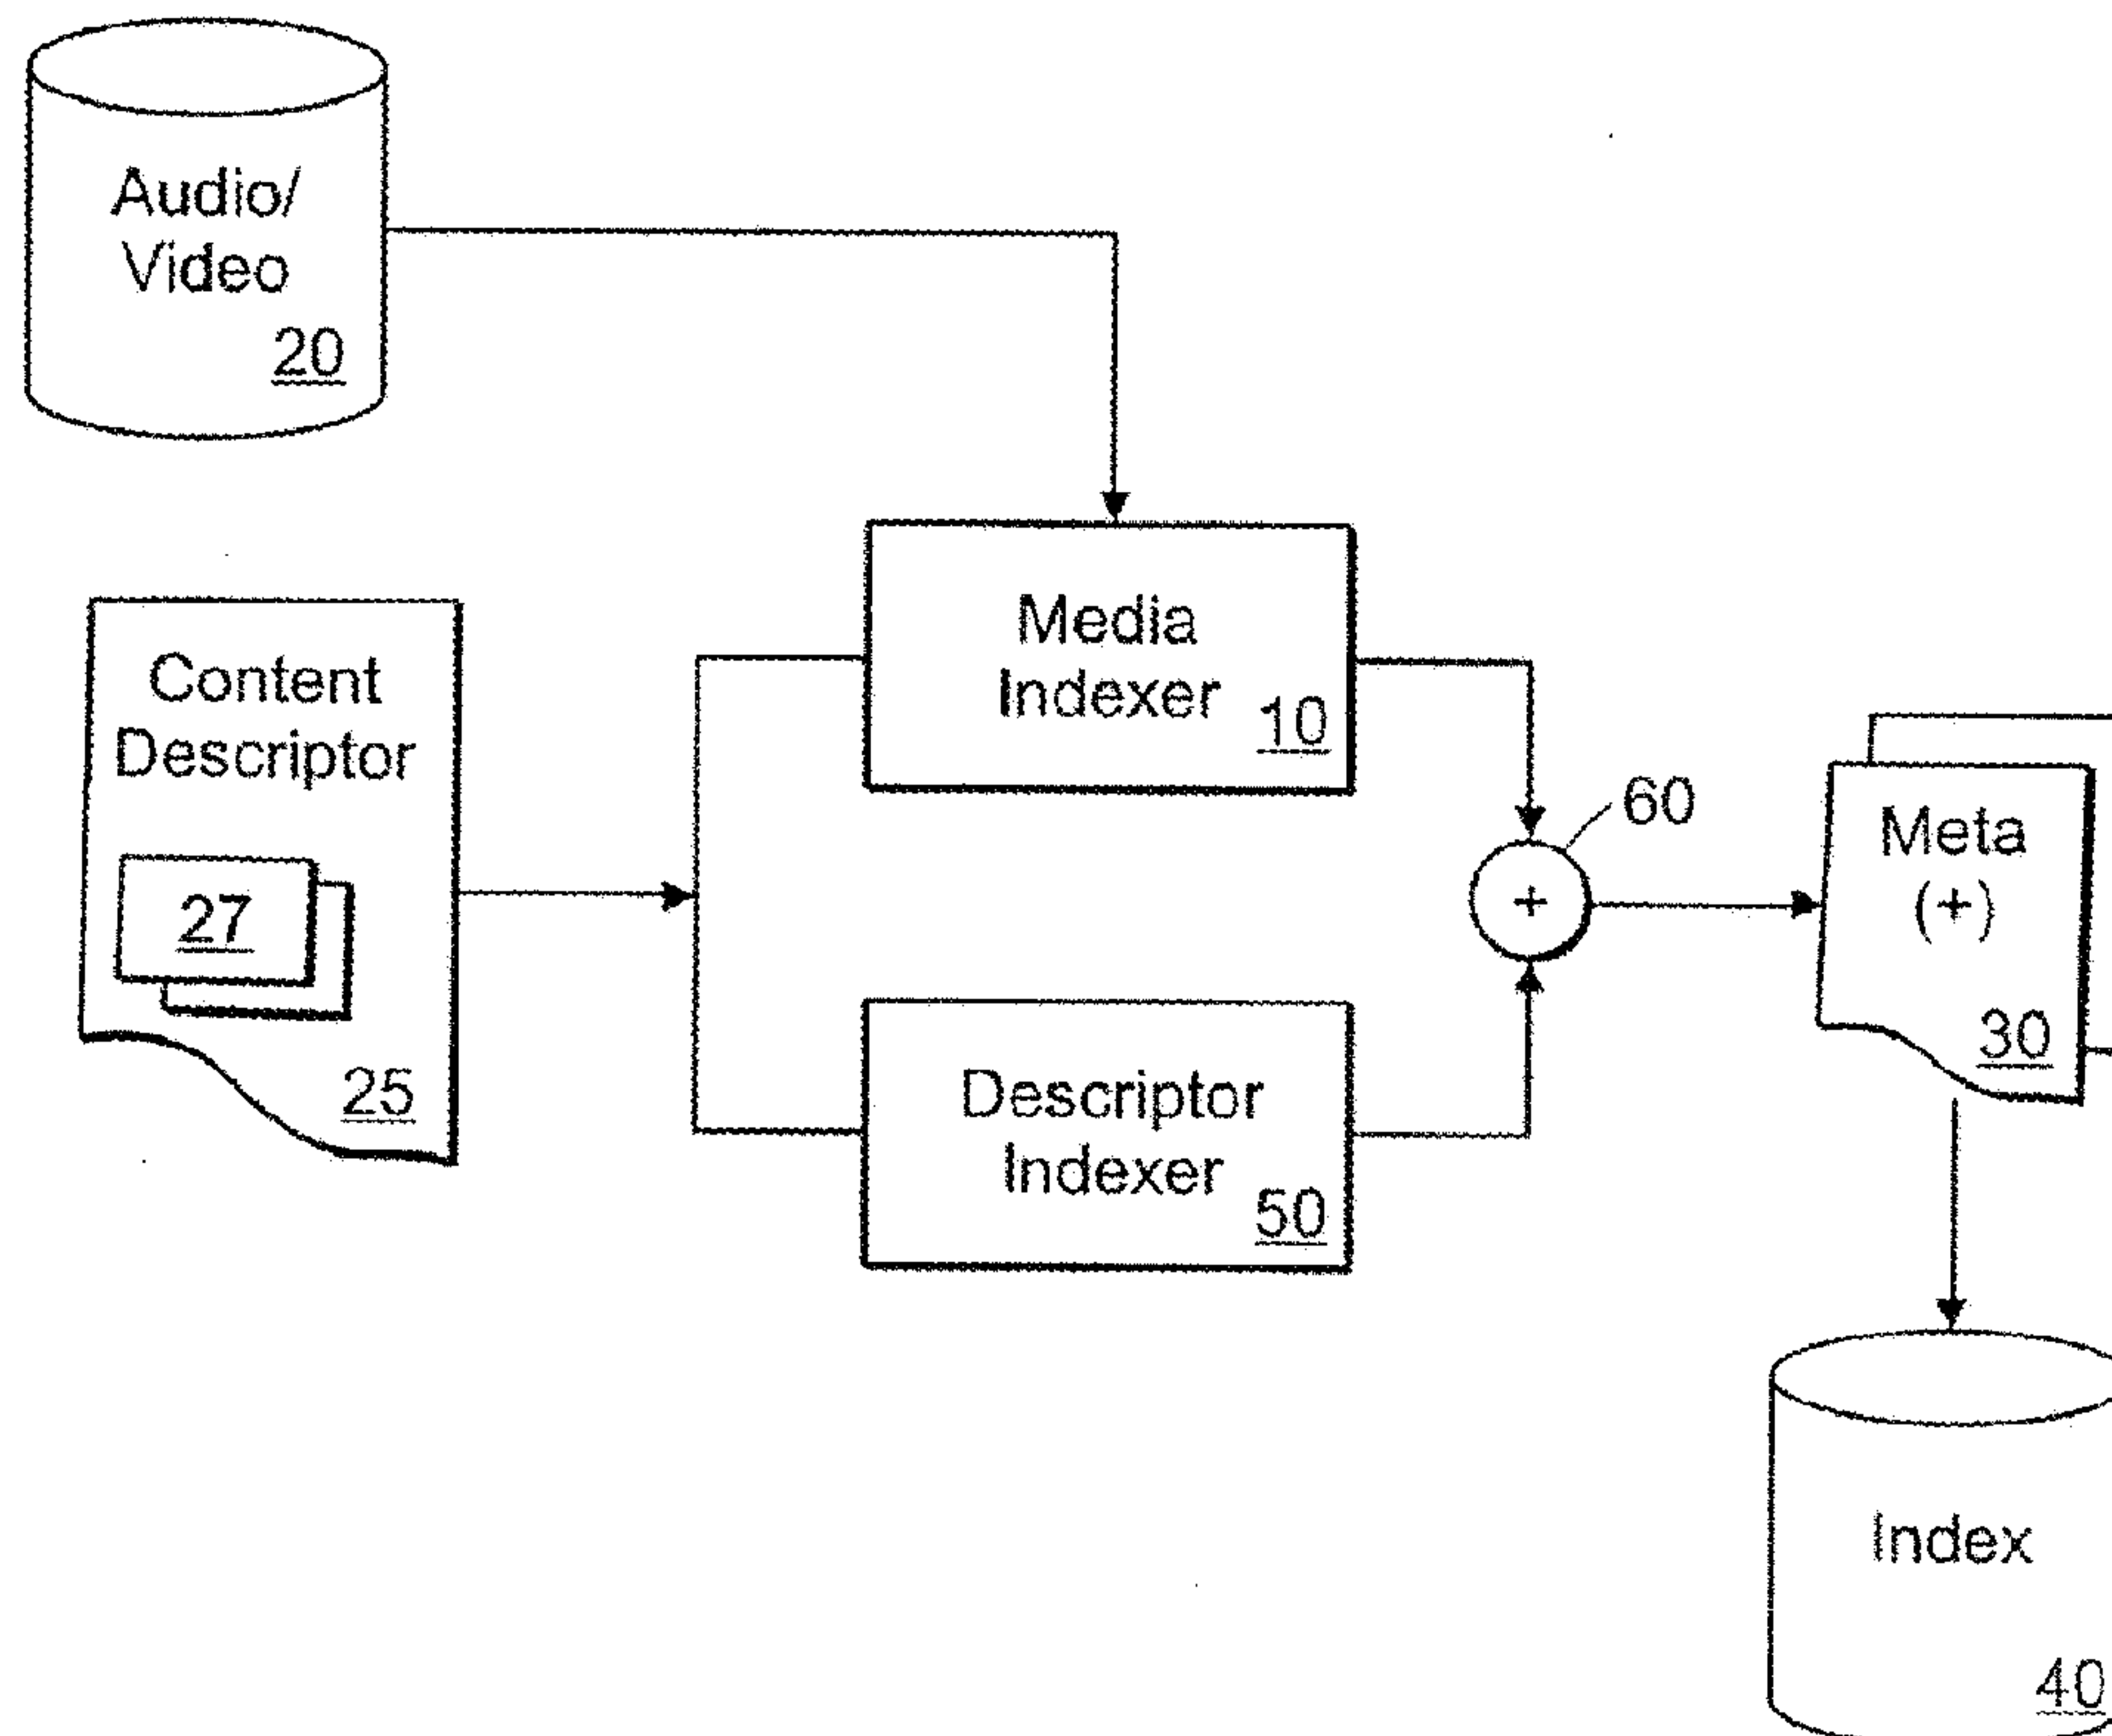 Audio/
Video
20
Content
Descriptor
27
25
Media
Indexer
10
Descriptor
Indexer
50
60
+
Meta
(+)
30
Index
40